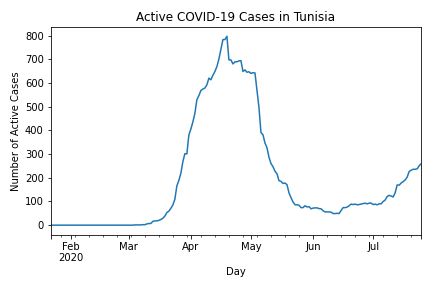 Active COVID-19 Cases in Tunisia
Number of Active Cases
800
700
600
500
400
300
200
100
0
Feb Mar Apr May Jun Jul
2020
Day